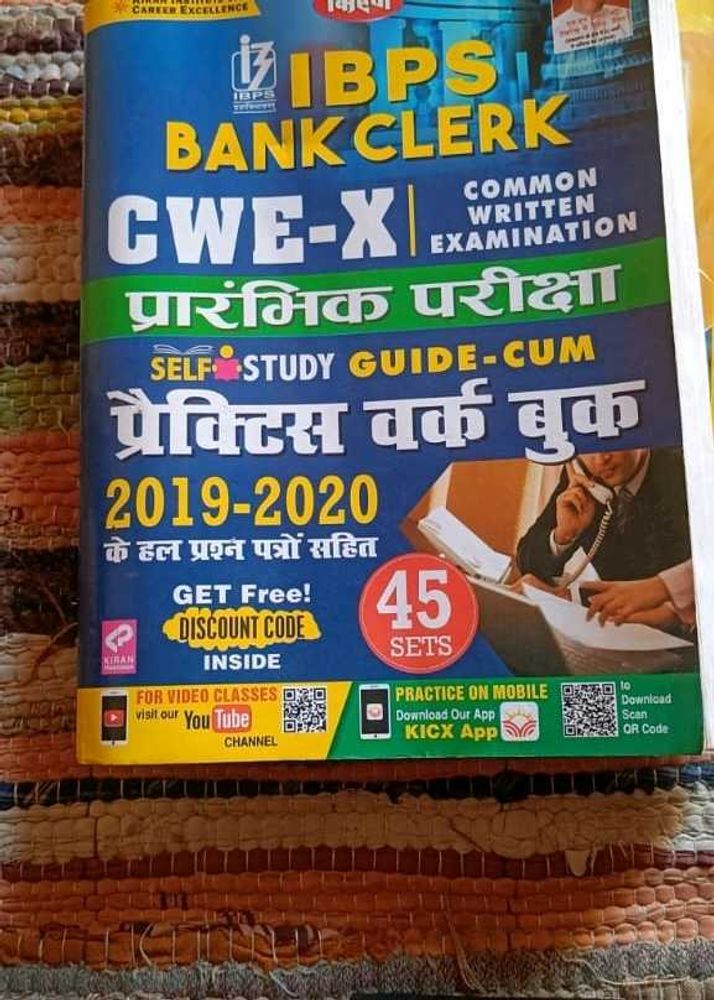 CAREER EXCELLENCE
किरण
IBPS
IBPS
BANK CLERK
CWE-X
COMMON
WRITTEN
EXAMINATION
प्रारंभिक परीक्षा
SELF STUDY GUIDE-CUM
प्रैक्टिस वर्क बुक
2019-2020
के हल प्रश्न पत्रों सहित
GET Free!
DISCOUNT CODE
INSIDE
45
SETS
KIRAN
FOR VIDEO CLASSES
visit our YouTube
CHANNEL
PRACTICE ON MOBILE
Download Our App
KICX App
to
Download
Scan
QR Code